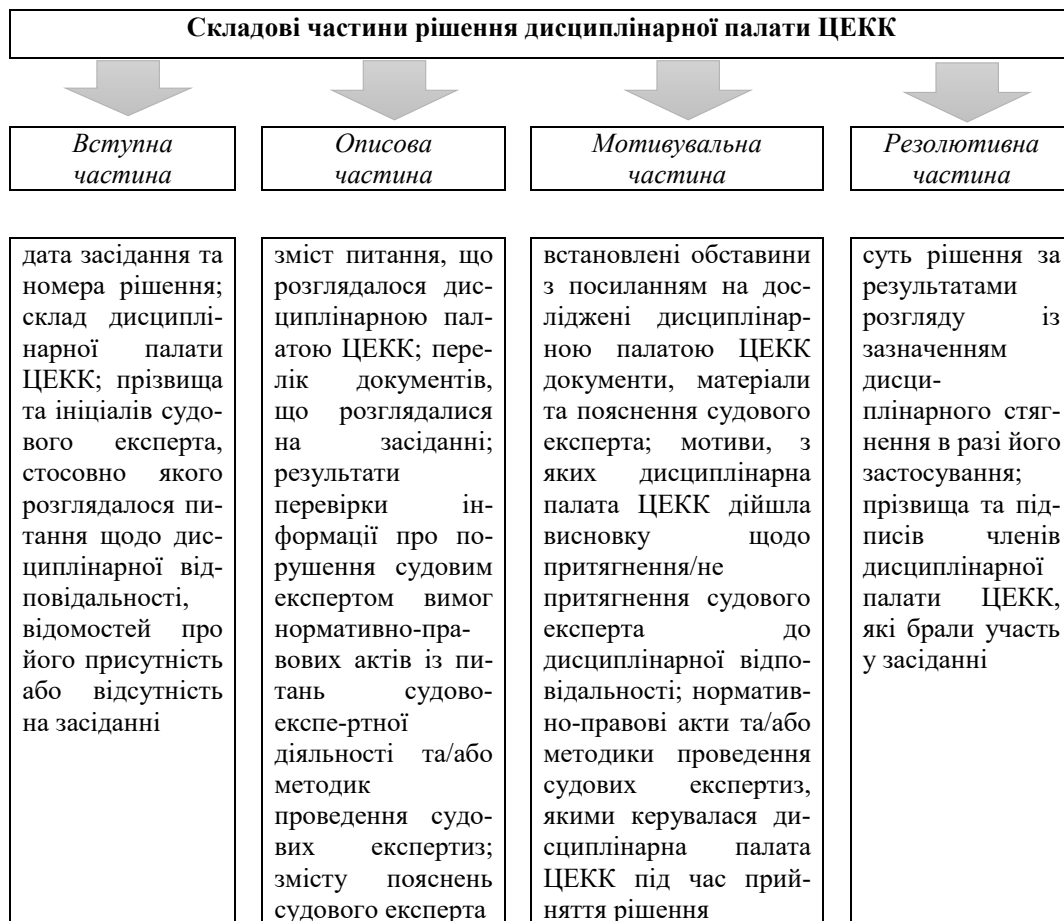 Складові частини рішення дисциплінарної палати ЦЕКК
Вступна
частина
Описова
частина
Мотивувальна
частина
Резолютивна
частина
дата засідання та
номера рішення;
склад дисциплі-
нарної палати
ЦЕКК; прізвища
та ініціалів судо-
вого експерта,
стосовно якого
розглядалося пи-
тання щодо дис-
циплінарної від-
повідальності,
відомостей про
його присутність
або відсутність
на засіданні
зміст питання, що
розглядалося дис-
циплінарною пал-
атою ЦЕКК; пере-
лік документів,
що розглядалися
на засіданні;
результати
перевірки ін-
формації про по-
рушення судовим
експертом вимог
нормативно-пра-
вових актів із пи-
тань судово-
експе-ртної
діяльності та/або
методик
проведення судо-
вих експертиз;
змісту пояснень
судового експерта
встановлені обставини
з посиланням на дос-
ліджені дисциплінар-
ною палатою ЦЕКК
документи, матеріали
та пояснення судового
експерта; мотиви, з
яких дисциплінарна
палата ЦЕКК дійшла
висновку щодо
притягнення/не
притягнення судового
експерта до
дисциплінарної відпо-
відальності; норматив-
но-правові акти та/або
методики проведення
судових експертиз,
якими керувалася ди-
сциплінарна палата
ЦЕКК під час прий-
няття рішення
суть рішення за
результатами
розгляду із
зазначенням
дисци-
плінарного стяг-
нення в разі його
застосування;
прізвища та під-
писів членів
дисциплінарної
палати ЦЕКК,
які брали участь
у засіданні